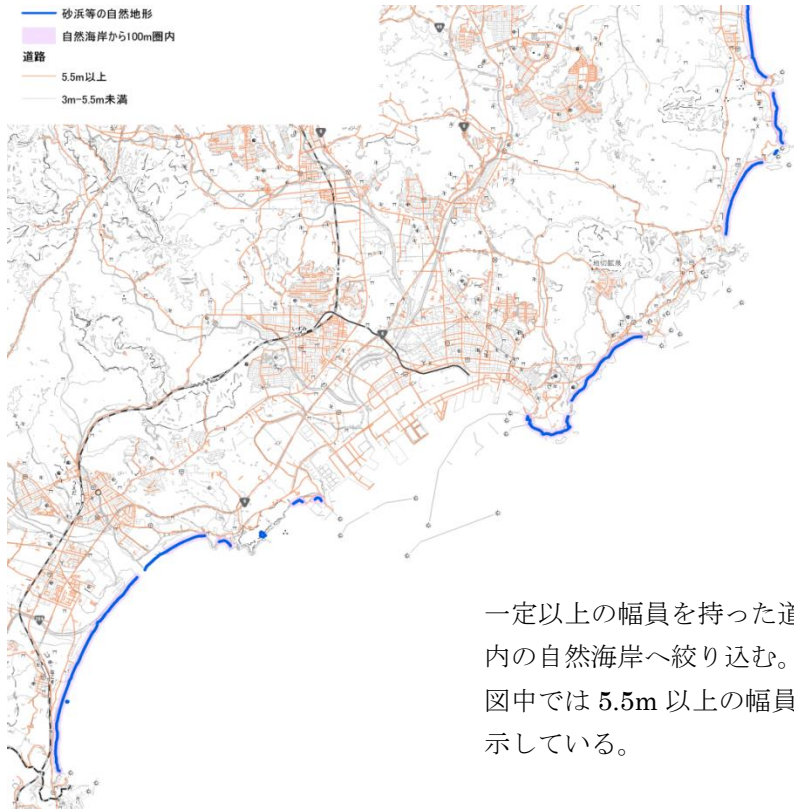 砂浜等の自然地形
自然海岸から100m圏内
道路
5.5m以上
3m-5.5m未満
一定以上の幅員を持った道
内の自然海岸へ絞り込む。
図中では 5.5m 以上の幅員
示している。